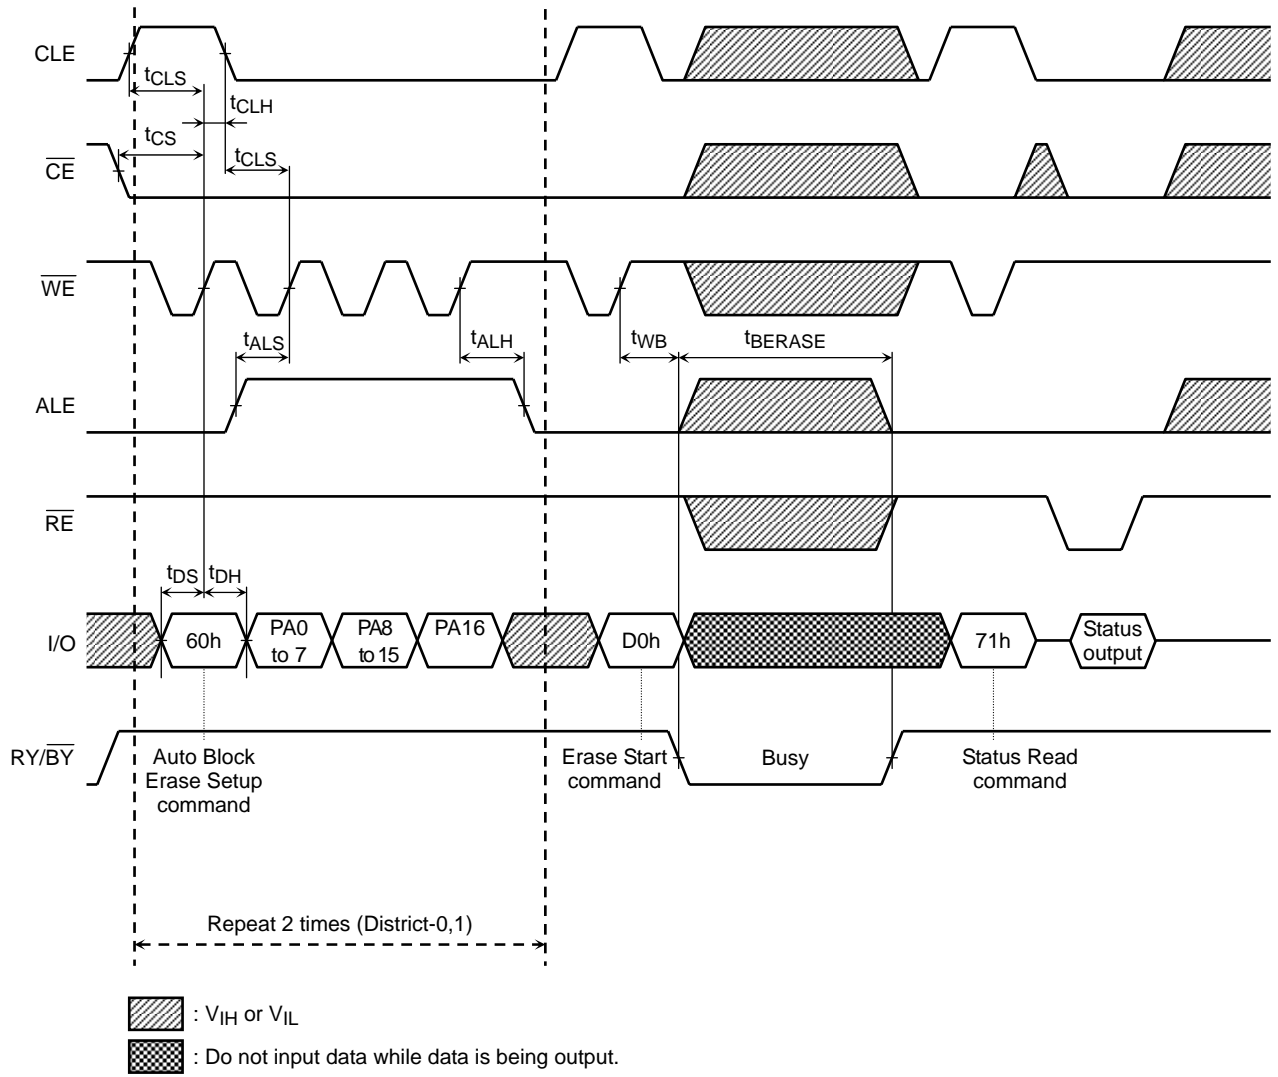 CLE
tCLS
tCLH
tCS
tCLS
CE
WE
tALS
tALH
tWB
tBERASE
ALE
RE
tDS
tDH
I/O
60h
PA0
to 7
PA8
to 15
PA16
D0h
71h
Status
output
RY/BY
Auto Block
Erase Setup
command
Erase Start
command
Busy
Status Read
command
Repeat 2 times (District-0,1)
: VIH or VIL
: Do not input data while data is being output.